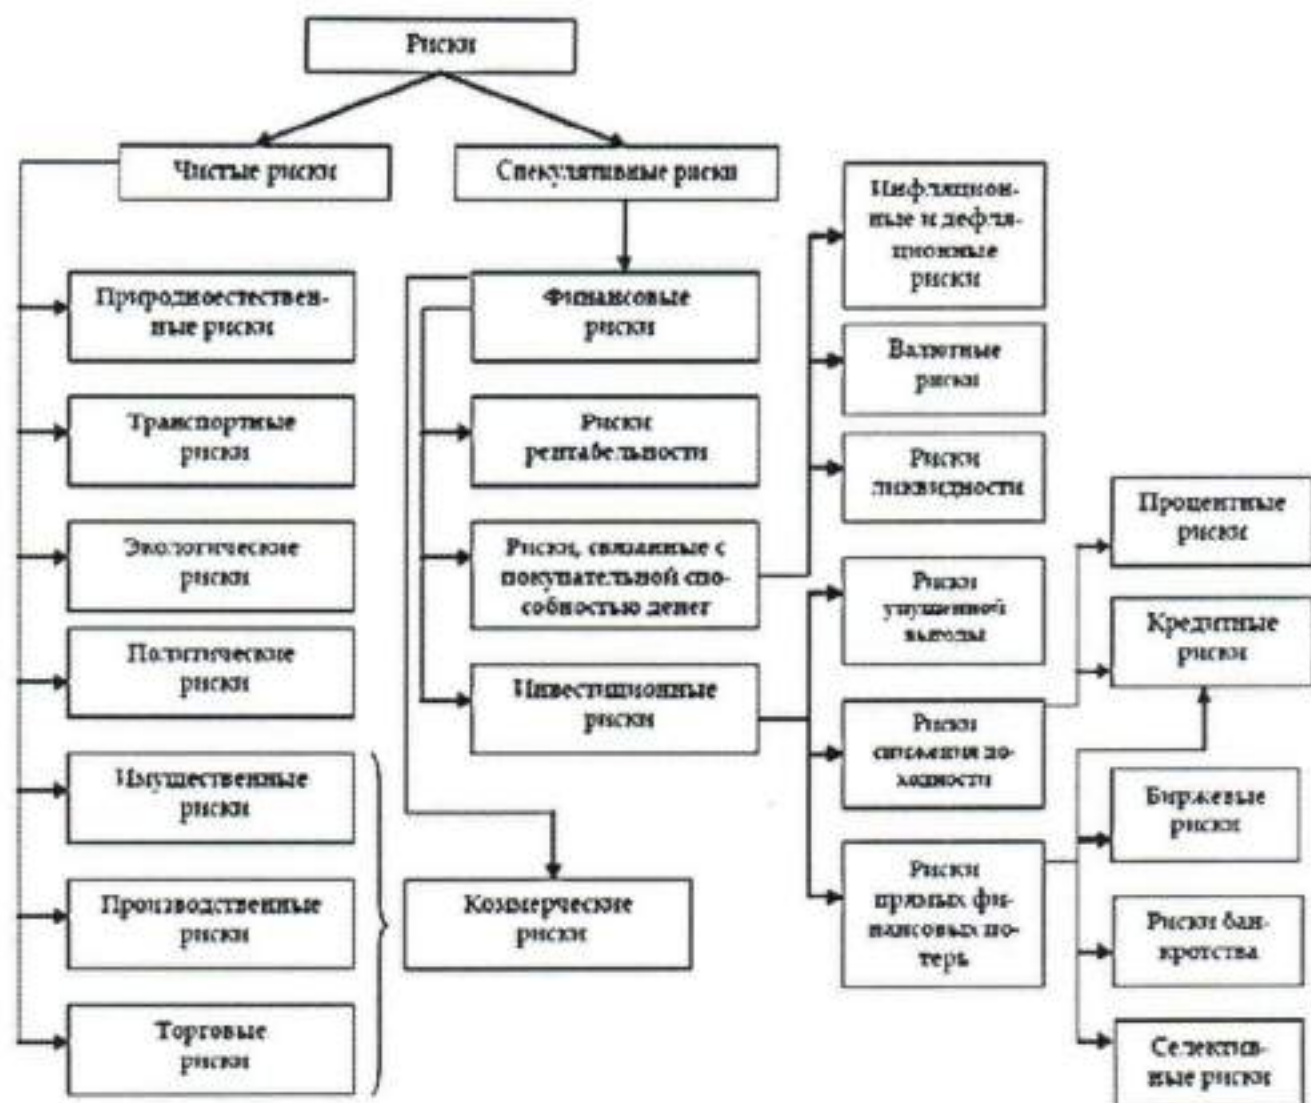 Риски
Чистые риски
Спекулятивные риски
Природноестествен-
ные риски
Транспортные
риски
Экологические
риски
Политические
риски
Имущественные
риски
Производственные
риски
Торговые
риски
Финансовые
риски
Риски
рентабельности
Риски, связанные с
покупательной спо-
собностью денег
Инвестиционные
риски
Коммерческие
риски
Инфляцион-
ные и дефля-
ционные
риски
Валютные
риски
Риски
ликвидности
Риски
упущенной
выгоды
Риски
снижения до-
ходности
Риски
прямых фи-
нансовых по-
терь
Процентные
риски
Кредитные
риски
Биржевые
риски
Риски бан-
кротства
Селектив-
ные риски